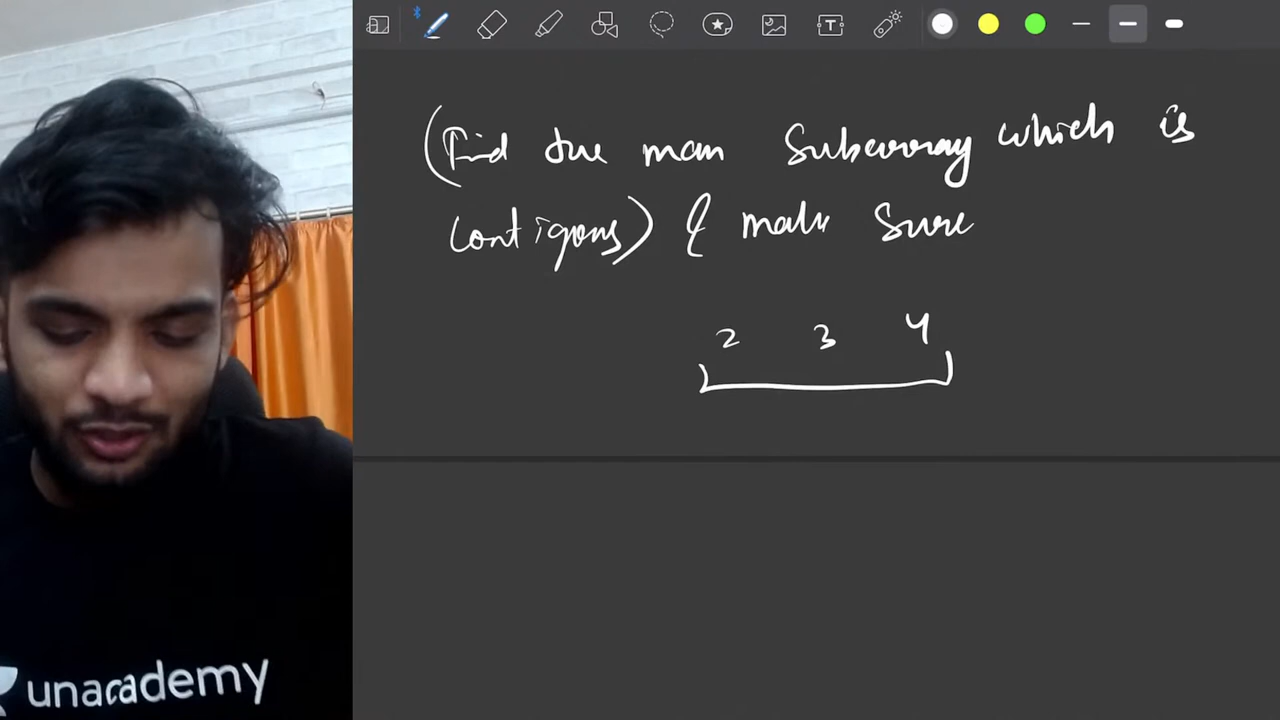 (Find the max Subarray which is
contigous) & make sure
2 3 4
unacademy